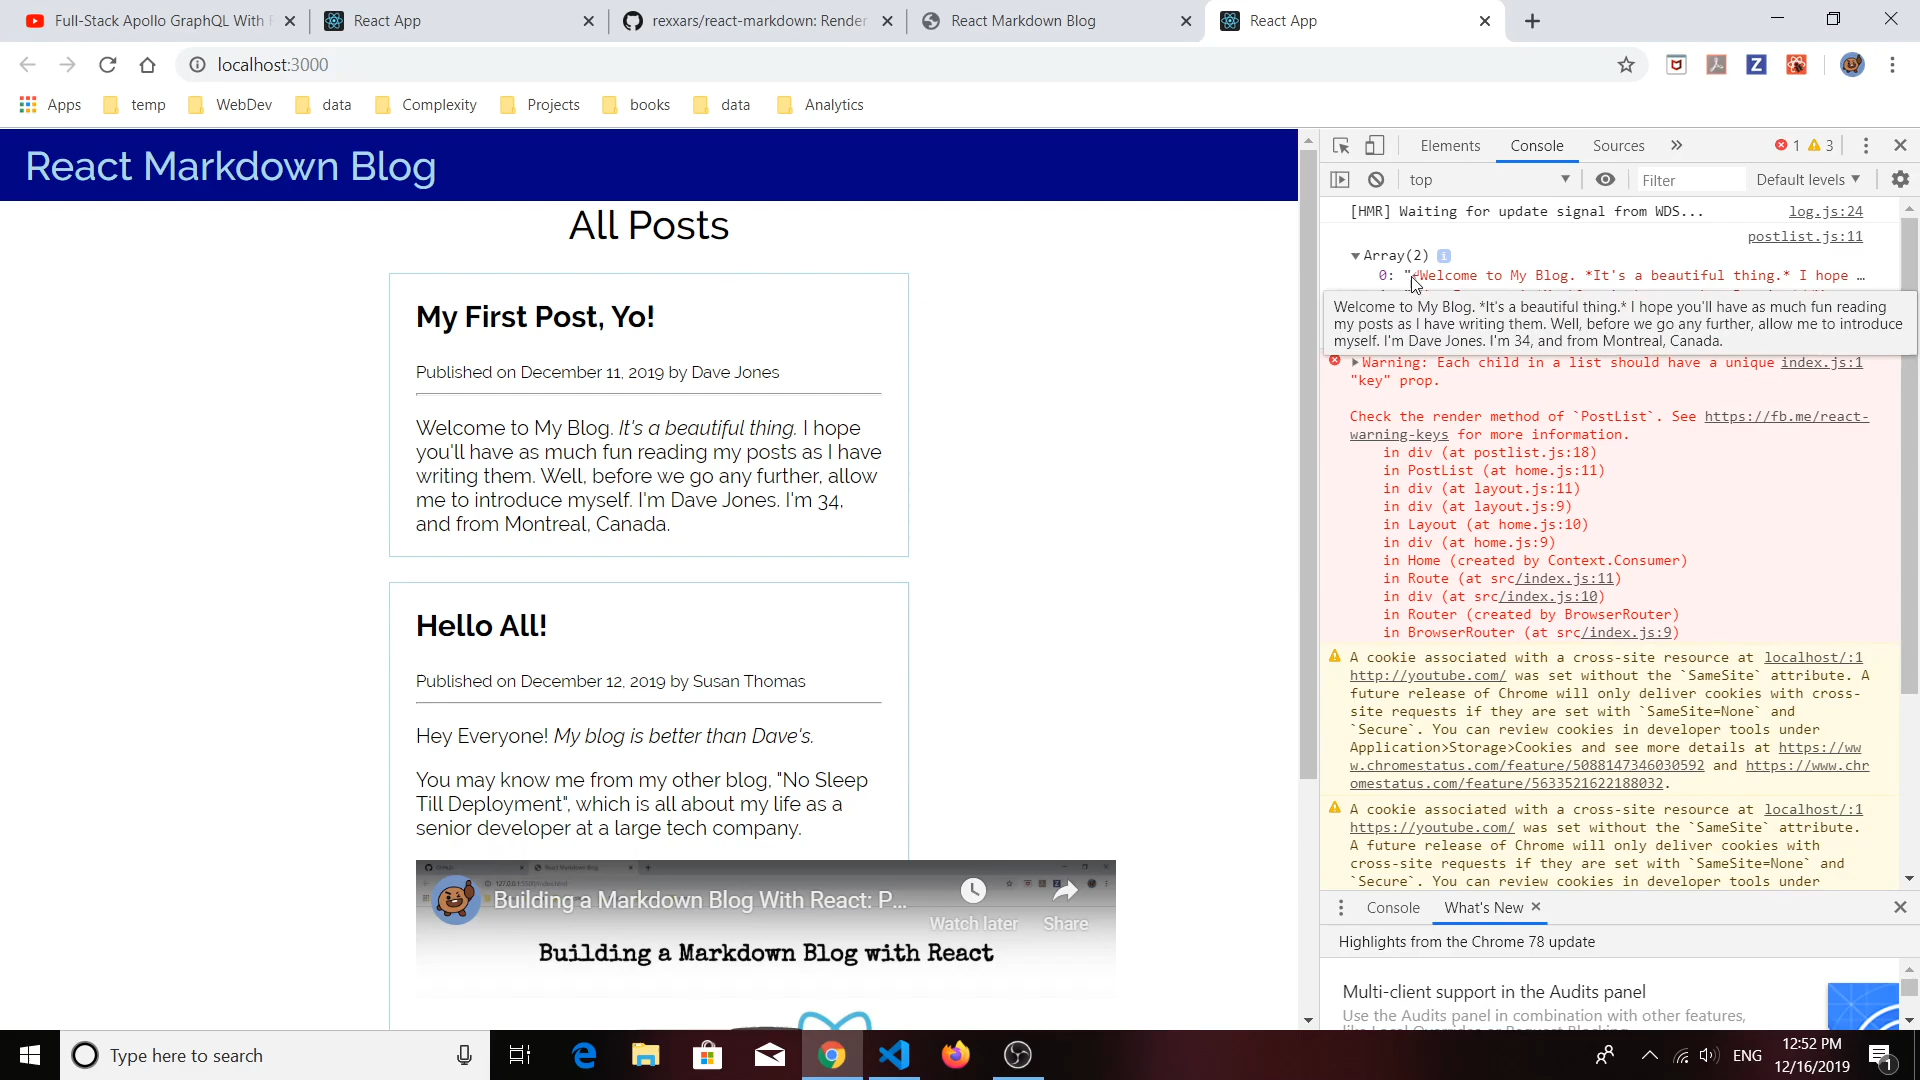 Full-Stack Apollo GraphQL With
React App
rexxars/react-markdown: Render
React Markdown Blog
React App
localhost:3000
Apps
temp
WebDev
data
Complexity
Projects
books
data
Analytics
React Markdown Blog
All Posts
My First Post, Yo!
Published on December 11, 2019 by Dave Jones
Welcome to My Blog. It's a beautiful thing. I hope
you'll have as much fun reading my posts as I have
writing them. Well, before we go any further, allow
me to introduce myself. I'm Dave Jones. I'm 34,
and from Montreal, Canada.
Hello All!
Published on December 12, 2019 by Susan Thomas
Hey Everyone! My blog is better than Dave's.
You may know me from my other blog, "No Sleep
Till Deployment", which is all about my life as a
senior developer at a large tech company.
Building a Markdown Blog With React: P...
Watch later
Share
Building a Markdown Blog with React
Elements
Console
Sources
1
3
top
Filter
Default levels
[HMR] Waiting for update signal from WDS... log.js:24
postlist.js:11
Array(2)
0: "Welcome to My Blog. *It's a beautiful thing.* I hope …
Welcome to My Blog. *It's a beautiful thing.* I hope you'll have as much fun reading
my posts as I have writing them. Well, before we go any further, allow me to introduce
myself. I'm Dave Jones. I'm 34, and from Montreal, Canada.
Warning: Each child in a list should have a unique index.js:1
"key" prop.
Check the render method of `PostList`. See https://fb.me/react-
warning-keys for more information.
in div (at postlist.js:18)
in PostList (at home.js:11)
in div (at layout.js:11)
in div (at layout.js:9)
in Layout (at home.js:10)
in div (at home.js:9)
in Home (created by Context.Consumer)
in Route (at src/index.js:11)
in div (at src/index.js:10)
in Router (created by BrowserRouter)
in BrowserRouter (at src/index.js:9)
A cookie associated with a cross-site resource at localhost/:1
http://youtube.com/ was set without the `SameSite` attribute. A
future release of Chrome will only deliver cookies with cross-
site requests if they are set with `SameSite=None` and
`Secure`. You can review cookies in developer tools under
Application>Storage>Cookies and see more details at https://ww
w.chromestatus.com/feature/5088147346030592 and https://www.chr
omestatus.com/feature/5633521622188032.
A cookie associated with a cross-site resource at localhost/:1
https://youtube.com/ was set without the `SameSite` attribute.
A future release of Chrome will only deliver cookies with
cross-site requests if they are set with `SameSite=None` and
`Secure`. You can review cookies in developer tools under
Console
What's New
Highlights from the Chrome 78 update
Multi-client support in the Audits panel
Use the Audits panel in combination with other features,
Type here to search
ENG
12:52 PM
12/16/2019
1